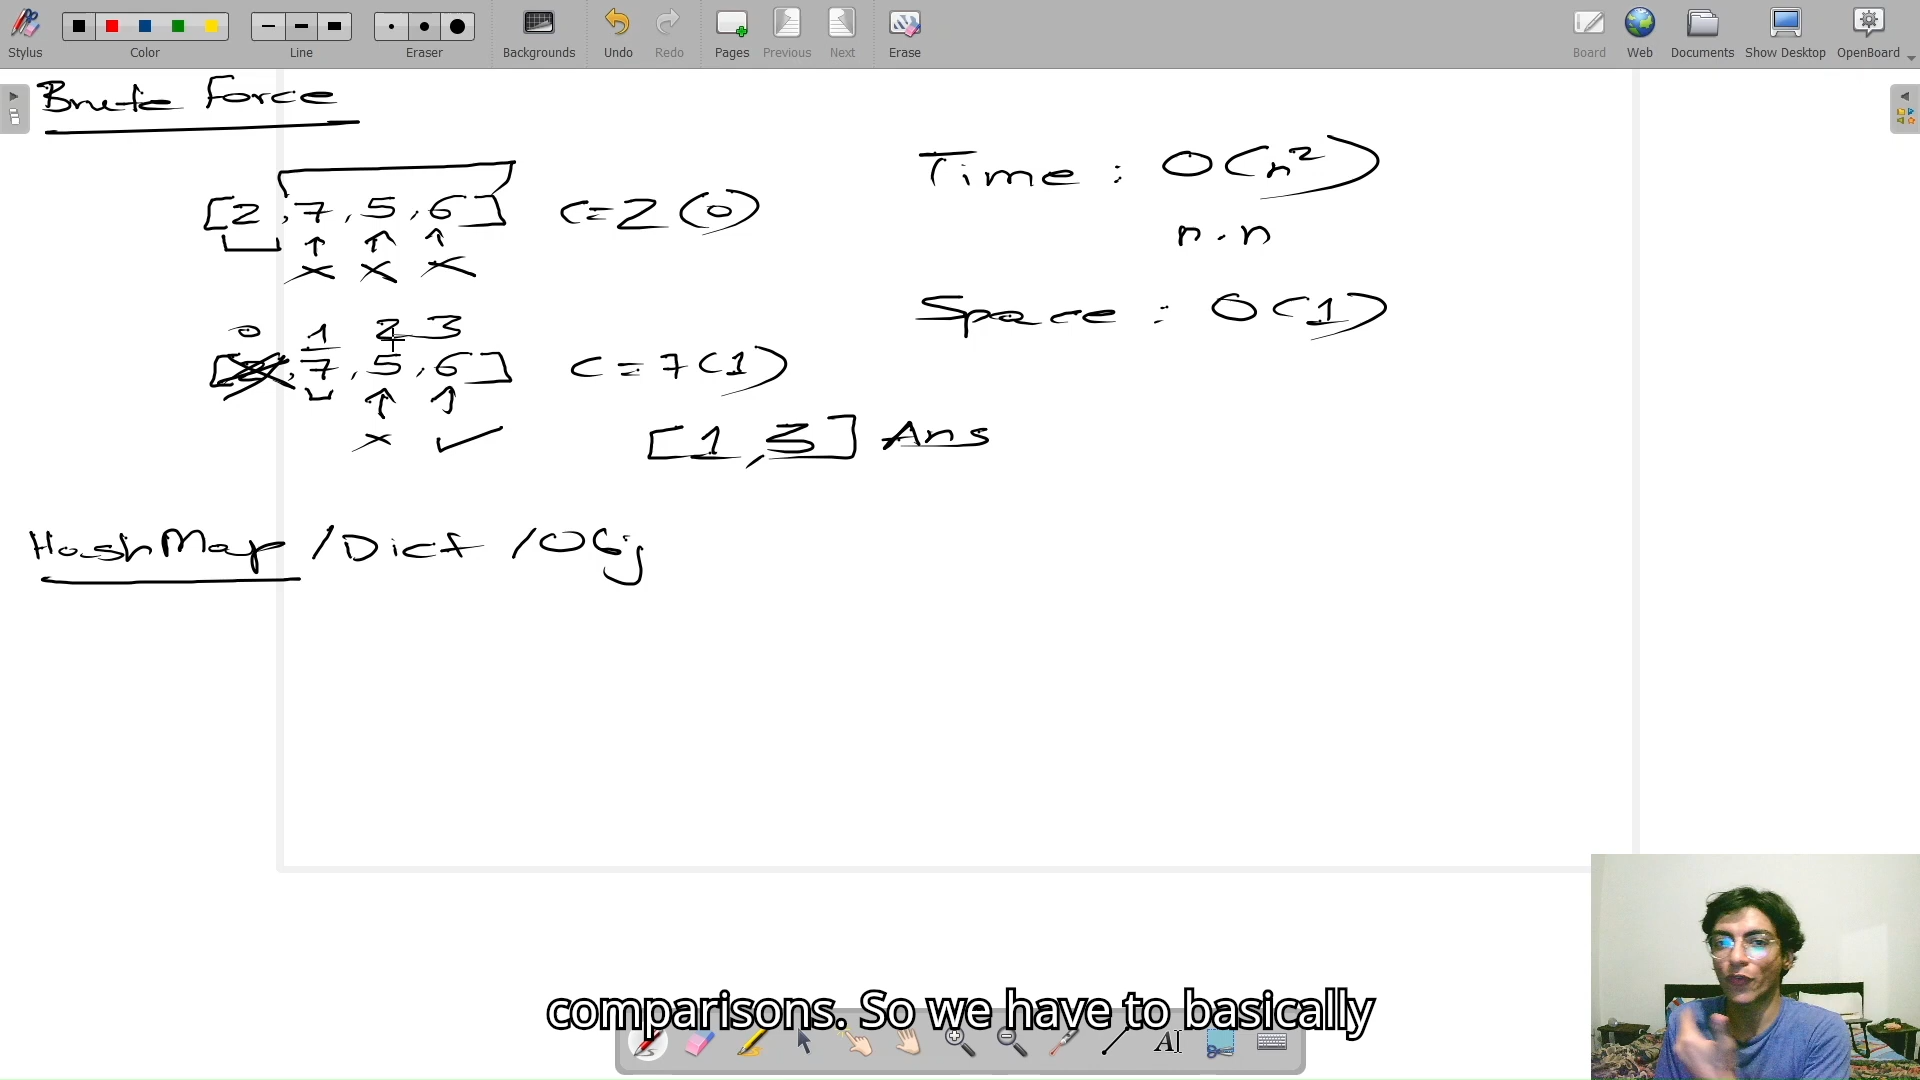 Stylus Color Line Eraser Backgrounds Undo Redo Pages Previous Next Erase Board Web Documents Show Desktop OpenBoard
Brute Force
[2,7,5,6] C=2(0)
Time : O(n²)
n.n
Space : O(1)
0 1 2 3
,7,5,6] C=7(1)
[1,3] Ans
HashMap/Dict/Obj
comparisons. So we have to basically